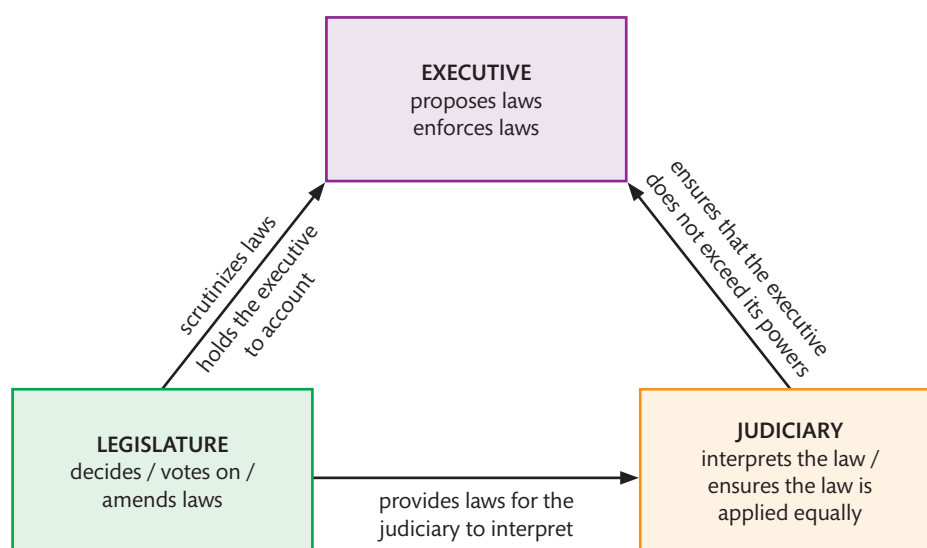 EXECUTIVE
proposes laws
enforces laws
scrutinizes laws
holds the executive
to account
ensures that the executive
does not exceed its powers
LEGISLATURE
decides / votes on /
amends laws
provides laws for the
judiciary to interpret
JUDICIARY
interprets the law /
ensures the law is
applied equally